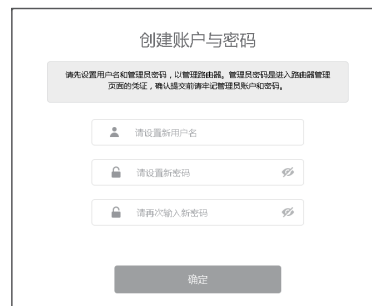 创建账户与密码
请先设置用户名和管理员密码，以管理路由器。管理员密码是进入路由器管理
页面的凭证，确认提交前请牢记管理员账户和密码。
请设置新用户名
请设置新密码
请再次输入新密码
确定